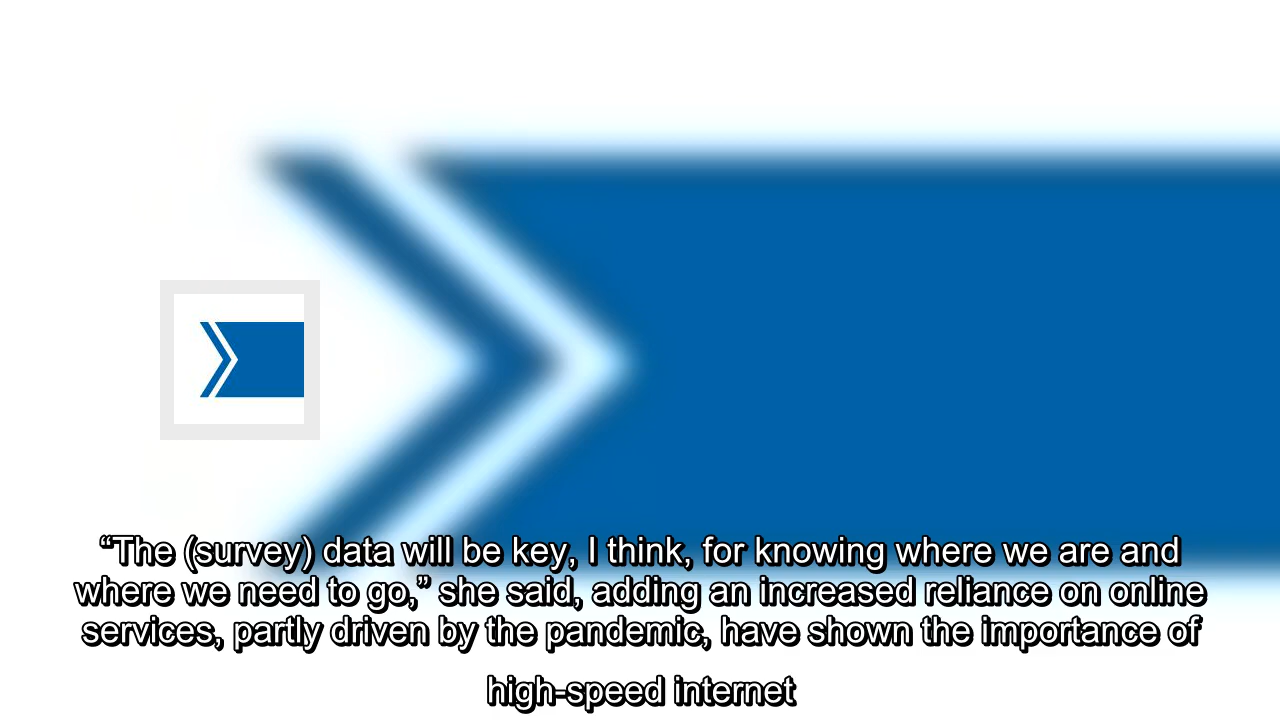 “The (survey) data will be key, I think, for knowing where we are and
where we need to go,” she said, adding an increased reliance on online
services, partly driven by the pandemic, have shown the importance of
high-speed internet